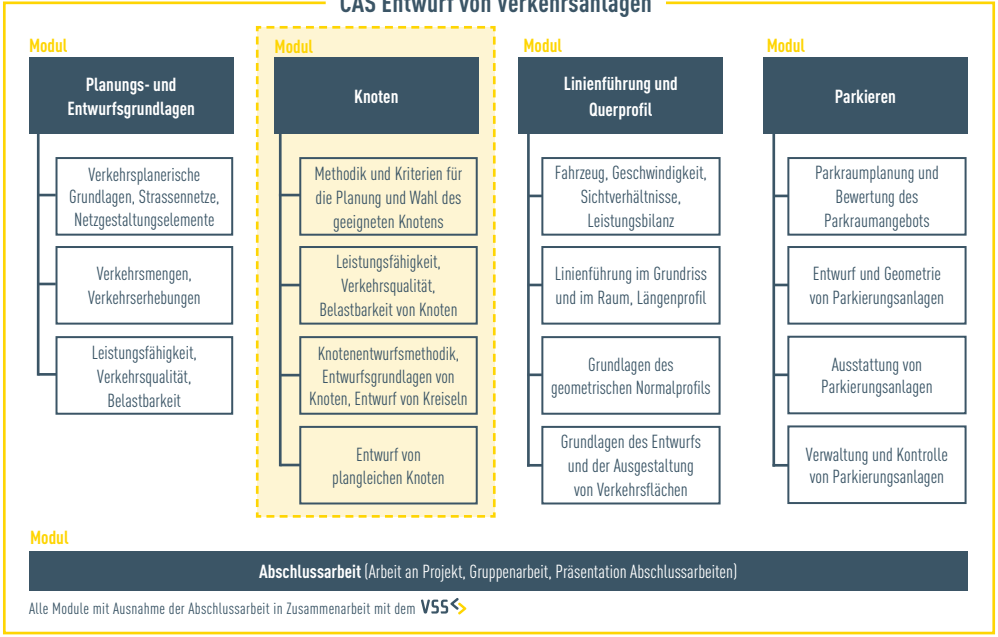 CAS Entwurf von Verkehrsanlagen
Modul
Planungs- und
Entwurfsgrundlagen
Verkehrsplanerische
Grundlagen, Strassennetze,
Netzgestaltungselemente
Verkehrsmengen,
Verkehrserhebungen
Leistungsfähigkeit,
Verkehrsqualität,
Belastbarkeit
Modul
Knoten
Methodik und Kriterien für
die Planung und Wahl des
geeigneten Knotens
Leistungsfähigkeit,
Verkehrsqualität,
Belastbarkeit von Knoten
Knotenentwurfsmethodik,
Entwurfsgrundlagen von
Knoten, Entwurf von Kreiseln
Entwurf von
plangleichen Knoten
Modul
Linienführung und
Querprofil
Fahrzeug, Geschwindigkeit,
Sichtverhältnisse,
Leistungsbilanz
Linienführung im Grundriss
und im Raum, Längenprofil
Grundlagen des
geometrischen Normalprofils
Grundlagen des Entwurfs
und der Ausgestaltung
von Verkehrsflächen
Modul
Parkieren
Parkraumplanung und
Bewertung des
Parkraumangebots
Entwurf und Geometrie
von Parkierungsanlagen
Ausstattung von
Parkierungsanlagen
Verwaltung und Kontrolle
von Parkierungsanlagen
Modul
Abschlussarbeit (Arbeit an Projekt, Gruppenarbeit, Präsentation Abschlussarbeiten)
Alle Module mit Ausnahme der Abschlussarbeit in Zusammenarbeit mit dem VSS